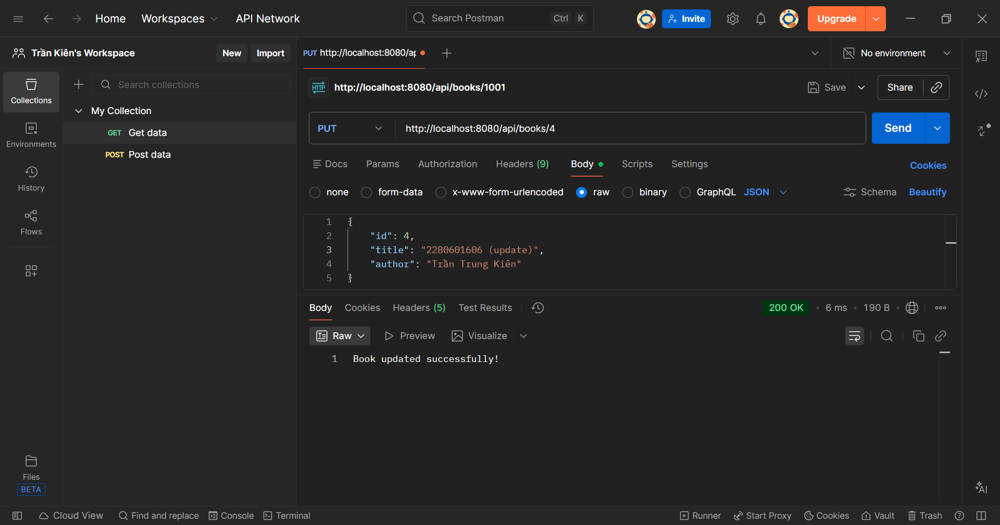 Home
Workspaces
API Network
Search Postman
Ctrl K
Invite
Upgrade
Trần Kiên's Workspace
New
Import
PUT http://localhost:8080/ap
No environment
Collections
Search collections
HTTP http://localhost:8080/api/books/1001
Save
Share
My Collection
GET Get data
POST Post data
Environments
History
Flows
PUT
http://localhost:8080/api/books/4
Send
Docs
Params
Authorization
Headers (9)
Body
Scripts
Settings
Cookies
none
form-data
x-www-form-urlencoded
raw
binary
GraphQL
JSON
Schema
Beautify
1 {
2 "id": 4,
3 "title": "2280601606 (update)",
4 "author": "Trần Trung Kiên"
5 }
Body
Cookies
Headers (5)
Test Results
200 OK
6 ms
190 B
Raw
Preview
Visualize
1 Book updated successfully!
Files
BETA
AI
Cloud View
Find and replace
Console
Terminal
Runner
Start Proxy
Cookies
Vault
Trash